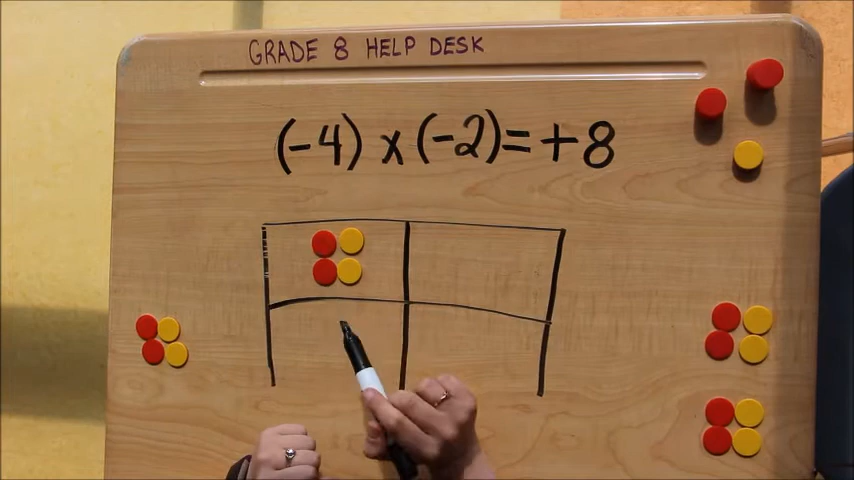 GRADE 8 HELP DESK
(-4) x (-2) = +8